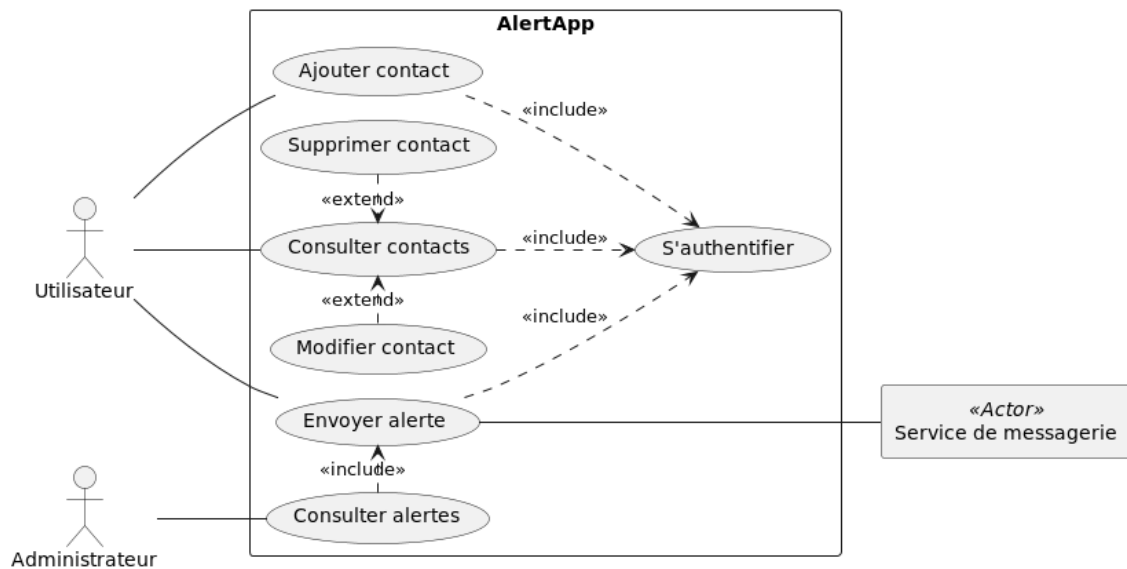 AlertApp
Ajouter contact
«include»
Supprimer contact
«extend»
Consulter contacts
«include»
S'authentifier
Utilisateur
«extend»
«include»
Modifier contact
Envoyer alerte
«Actor»
Service de messagerie
«include»
Consulter alertes
Administrateur